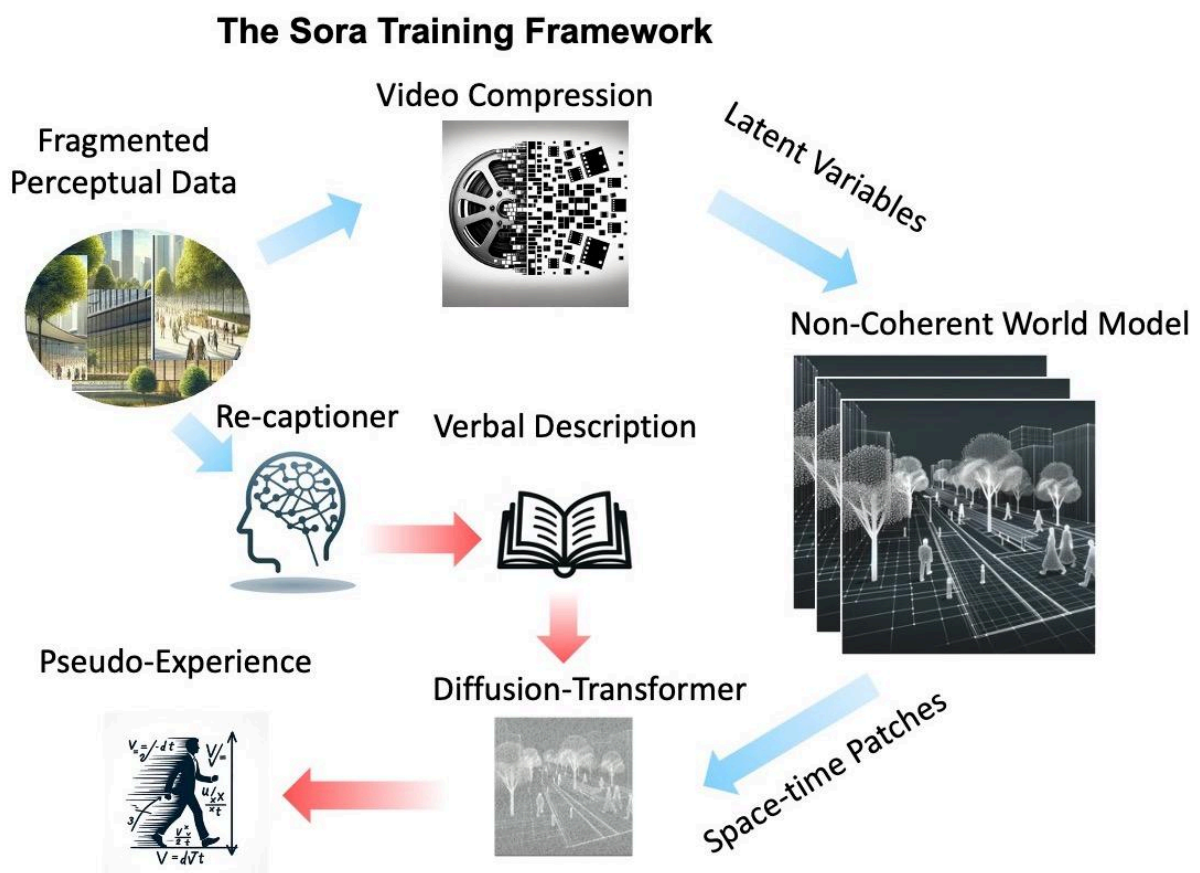 The Sora Training Framework
Video Compression
Latent Variables
Fragmented
Perceptual Data
Non-Coherent World Model
Re-captioner
Verbal Description
Pseudo-Experience
Diffusion-Transformer
Space-time Patches
V=dVt